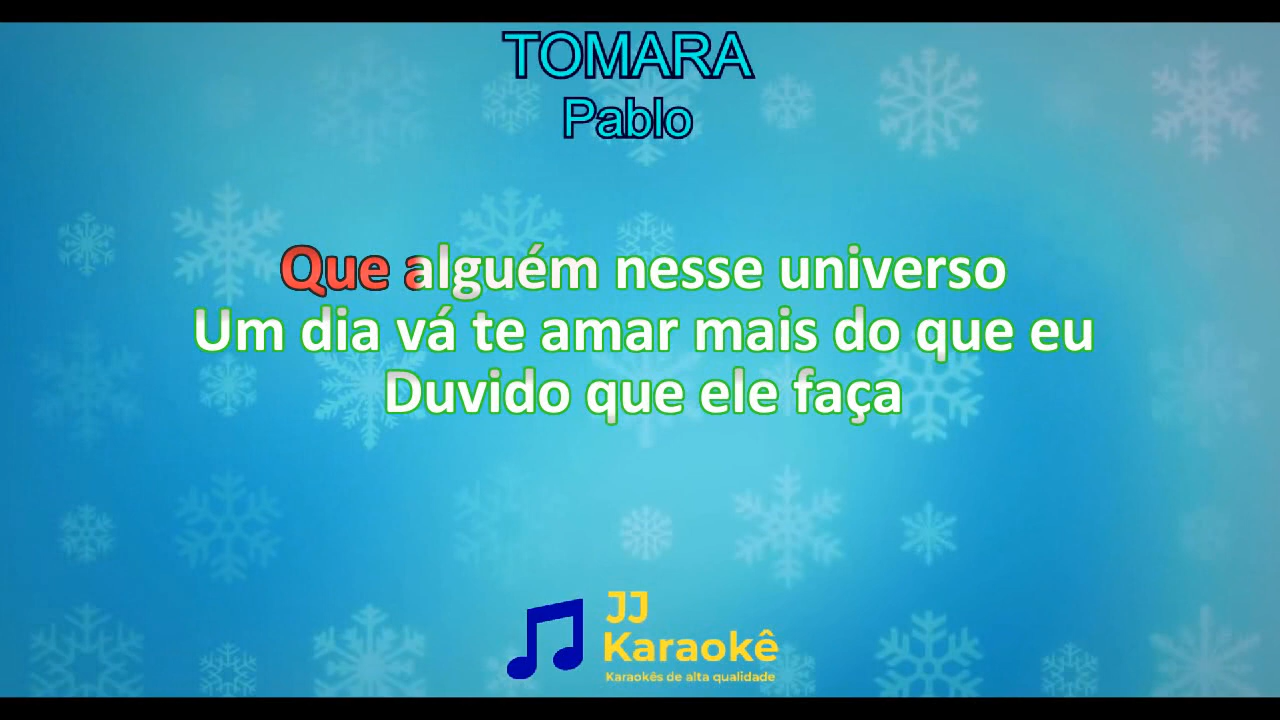 TOMARA
Pablo
Que alguém nesse universo
Um dia vá te amar mais do que eu
Duvido que ele faça
JJ
Karaokê
Karaokês de alta qualidade